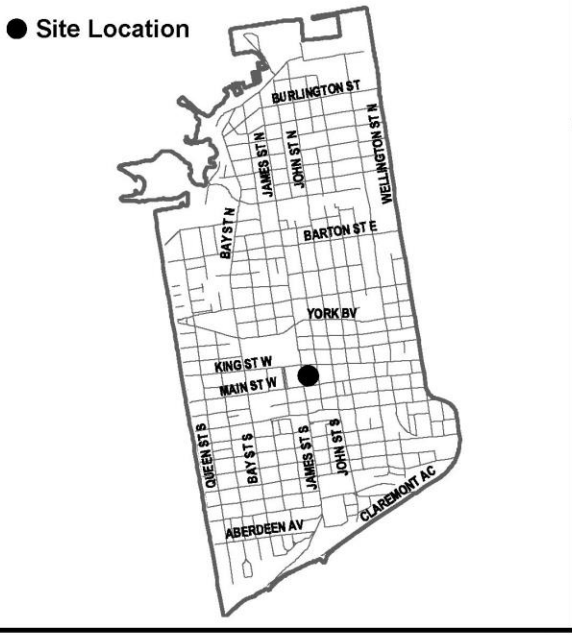 Site Location
BURLINGTON ST
JAMES ST N
JOHN ST N
WELLINGTON ST N
BAY ST N
BARTON ST E
YORK BV
KING ST W
MAIN ST W
QUEEN ST S
BAY ST S
JAMES ST S
JOHN ST S
CLAREMONT AC
ABERDEEN AV